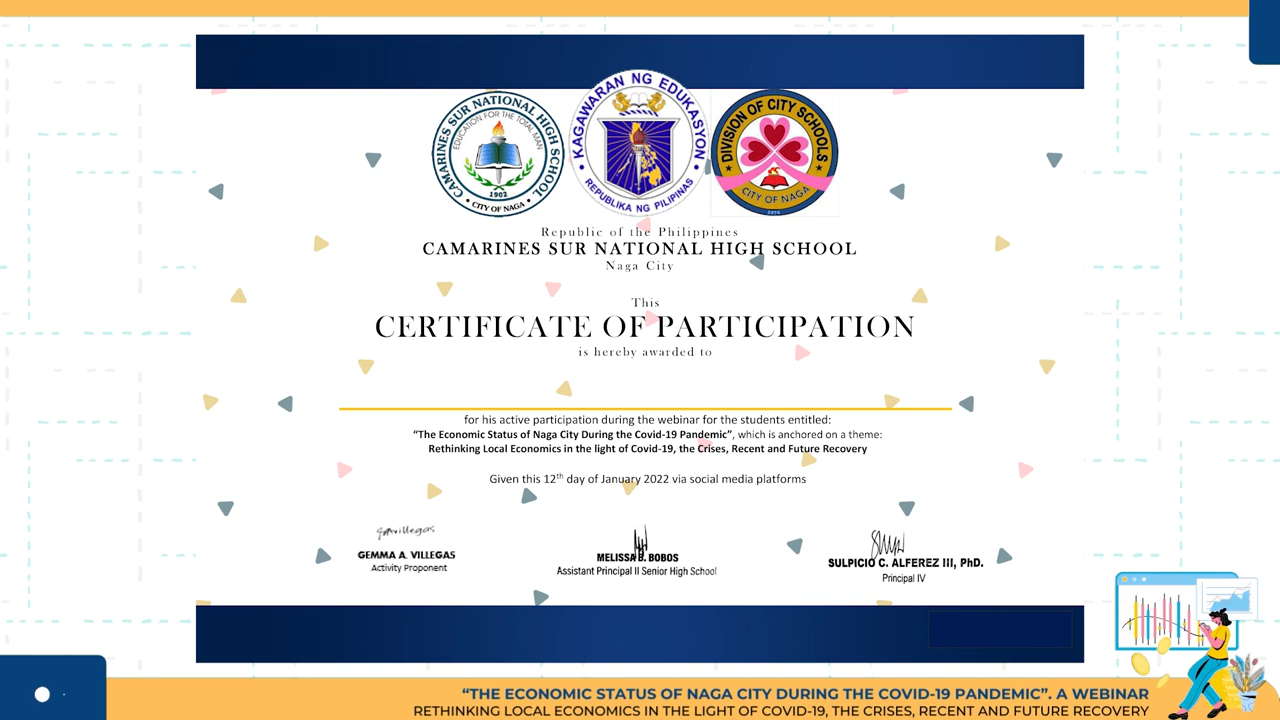 CAMARINES SUR NATIONAL HIGH SCHOOL
EDUCATION FOR THE TOTAL MAN
1902
• CITY OF NAGA •
KAGAWARAN NG EDUKASYON
REPUBLIKA NG PILIPINAS
DIVISION OF CITY SCHOOLS
CITY OF NAGA
Republic of the Philippines
CAMARINES SUR NATIONAL HIGH SCHOOL
Naga City
This
CERTIFICATE OF PARTICIPATION
is hereby awarded to
for his active participation during the webinar for the students entitled:
“The Economic Status of Naga City During the Covid-19 Pandemic”, which is anchored on a theme:
Rethinking Local Economics in the light of Covid-19, the Crises, Recent and Future Recovery
Given this 12th day of January 2022 via social media platforms
GEMMA A. VILLEGAS
Activity Proponent
MELISSA B. BOBOS
Assistant Principal II Senior High School
SULPICIO C. ALFEREZ III, PhD.
Principal IV
“THE ECONOMIC STATUS OF NAGA CITY DURING THE COVID-19 PANDEMIC”. A WEBINAR
RETHINKING LOCAL ECONOMICS IN THE LIGHT OF COVID-19, THE CRISES, RECENT AND FUTURE RECOVERY